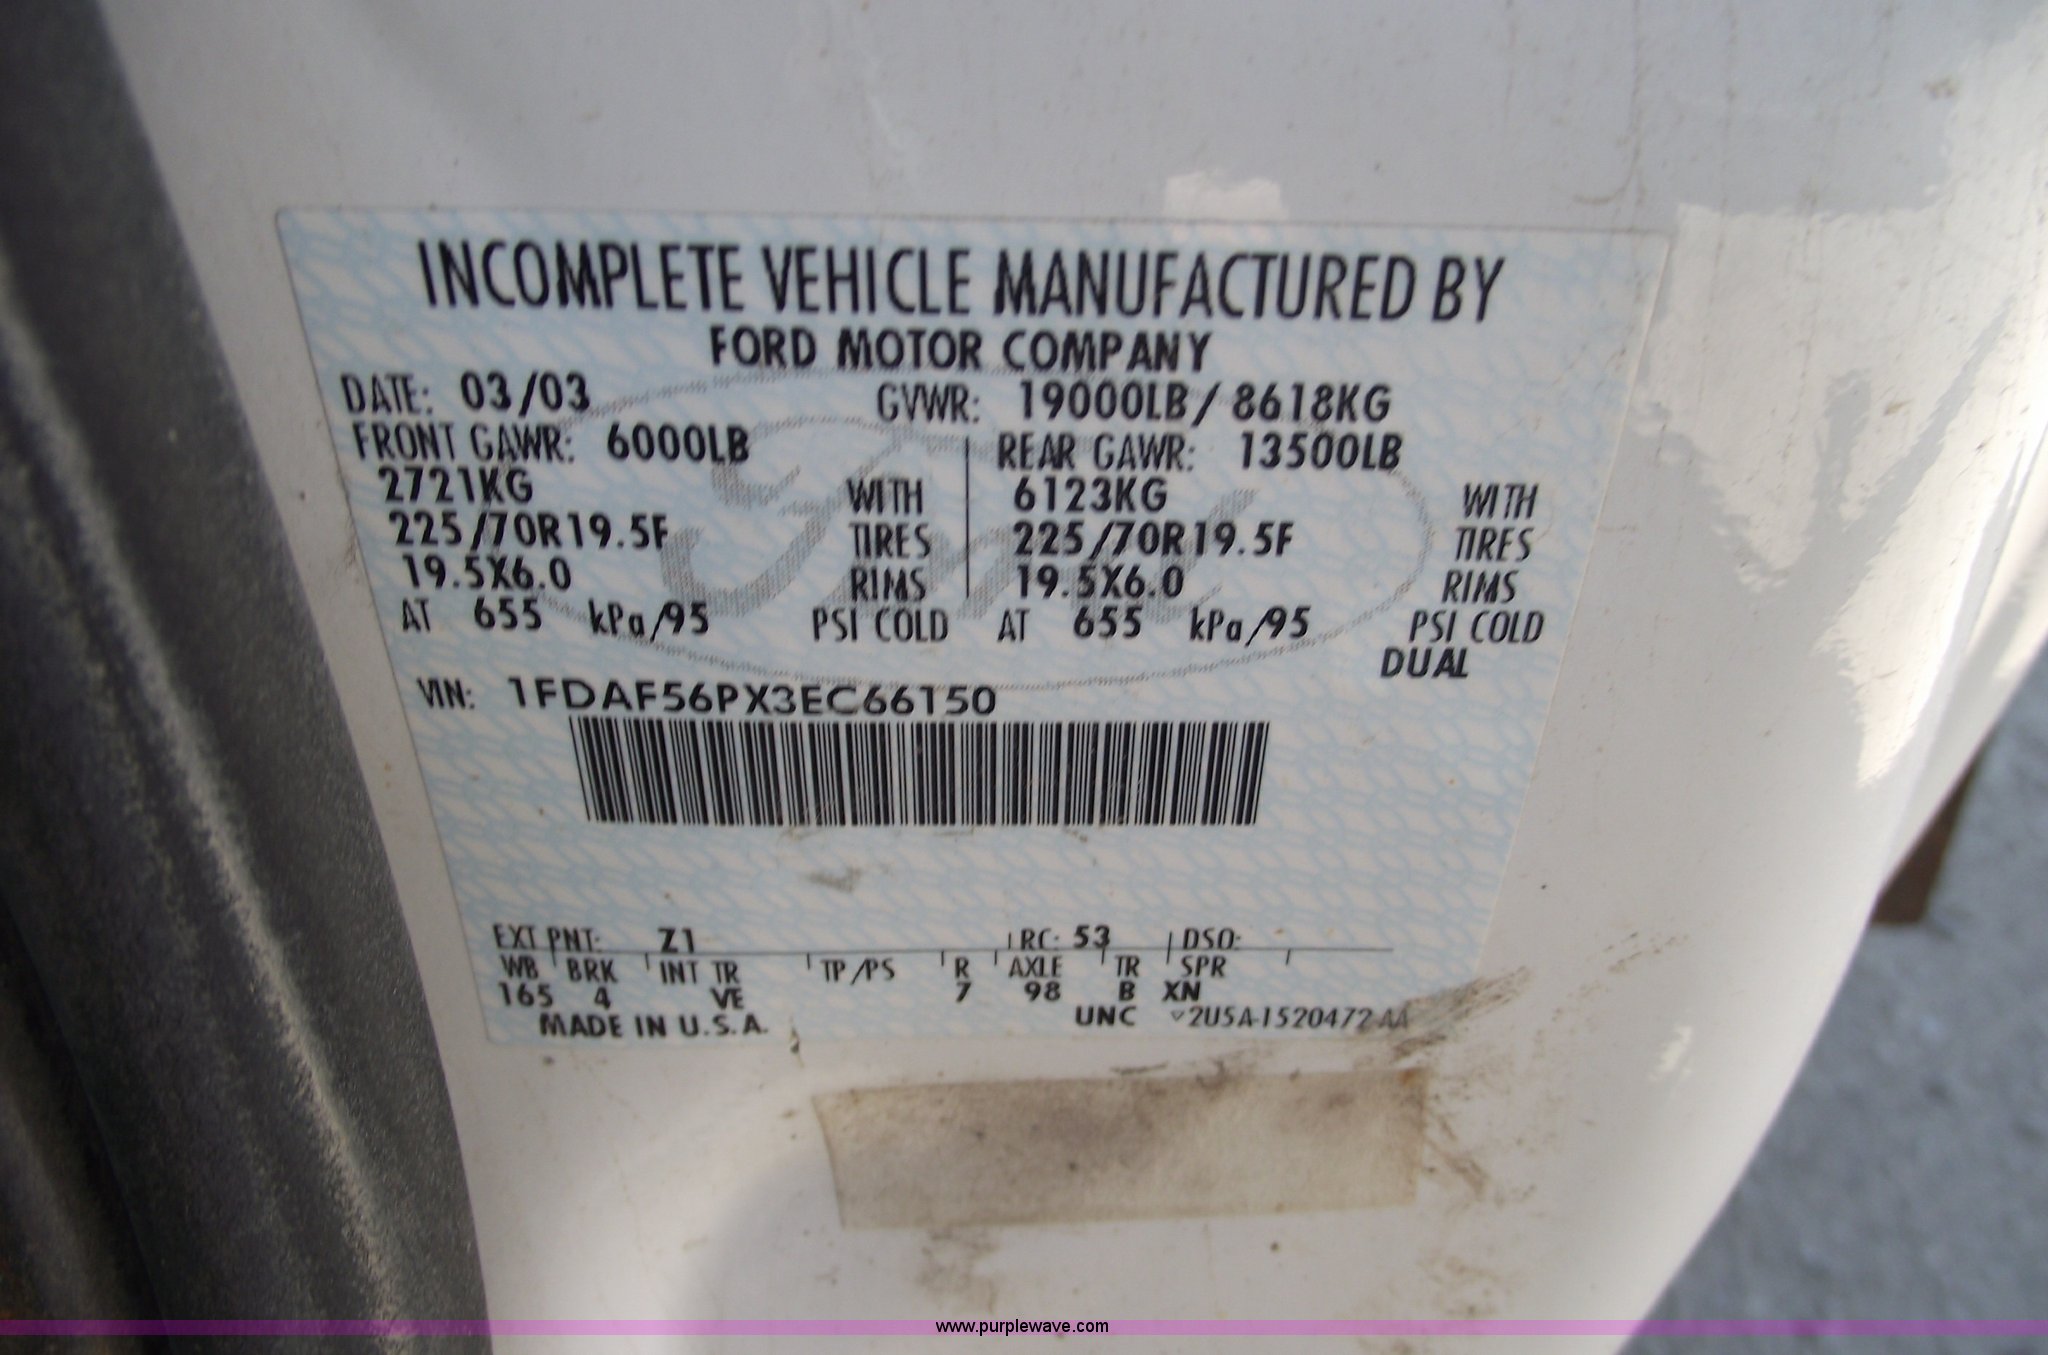 INCOMPLETE VEHICLE MANUFACTURED BY
FORD MOTOR COMPANY
DATE: 03/03 GVWR: 19000LB / 8618KG
FRONT GAWR: 6000LB REAR GAWR: 13500LB
2721KG WITH 6123KG WITH
225/70R19.5F TIRES 225/70R19.5F TIRES
19.5X6.0 RIMS 19.5X6.0 RIMS
AT 655 kPa/95 PSI COLD AT 655 kPa/95 PSI COLD
DUAL
VIN: 1FDAF56PX3EC66150
EXT PNT: Z1 RC: 53 DSO:
WB BRK INT TR TP/PS R AXLE TR SPR
165 4 VE 7 98 B XN
MADE IN U.S.A. UNC 2U5A-1520472-AA
www.purplewave.com